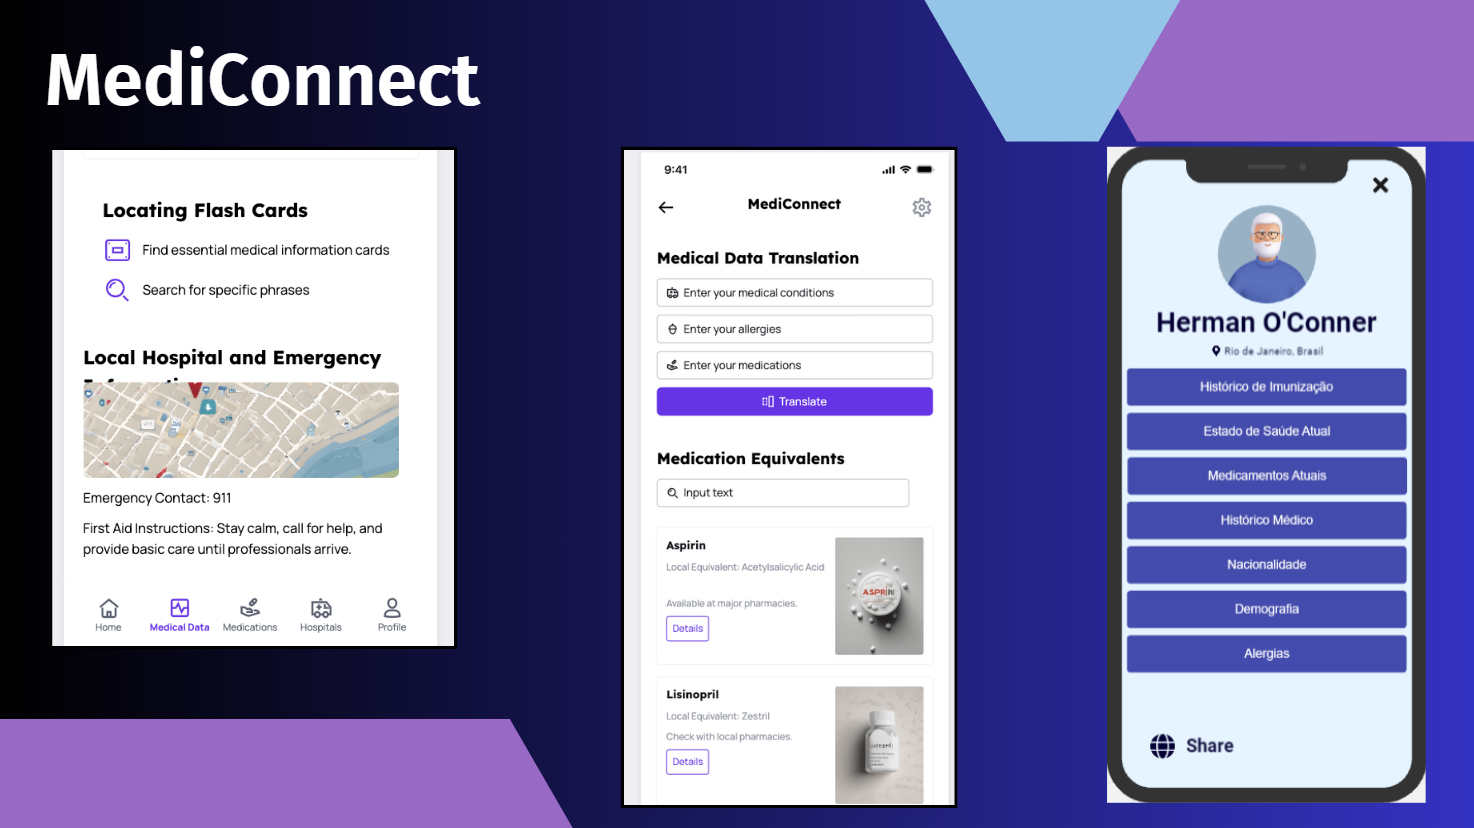 MediConnect
Locating Flash Cards
Find essential medical information cards
Search for specific phrases
Local Hospital and Emergency
Emergency Contact: 911
First Aid Instructions: Stay calm, call for help, and
provide basic care until professionals arrive.
Home
Medical Data
Medications
Hospitals
Profile
9:41
MediConnect
Medical Data Translation
Enter your medical conditions
Enter your allergies
Enter your medications
Translate
Medication Equivalents
Input text
Aspirin
Local Equivalent: Acetylsalicylic Acid
Available at major pharmacies.
Details
Lisinopril
Local Equivalent: Zestril
Check with local pharmacies.
Details
Herman O'Conner
Rio de Janeiro, Brasil
Histórico de Imunização
Estado de Saúde Atual
Medicamentos Atuais
Histórico Médico
Nacionalidade
Demografia
Alergias
Share